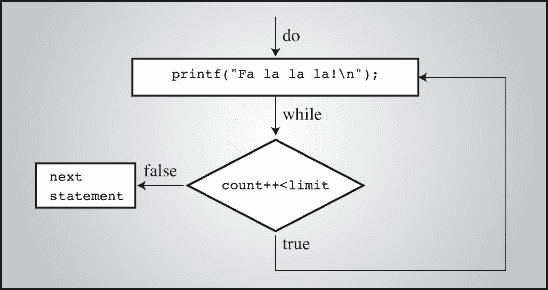 do
printf("Fa la la la!\n");
while
false
next
statement
count++<limit
true